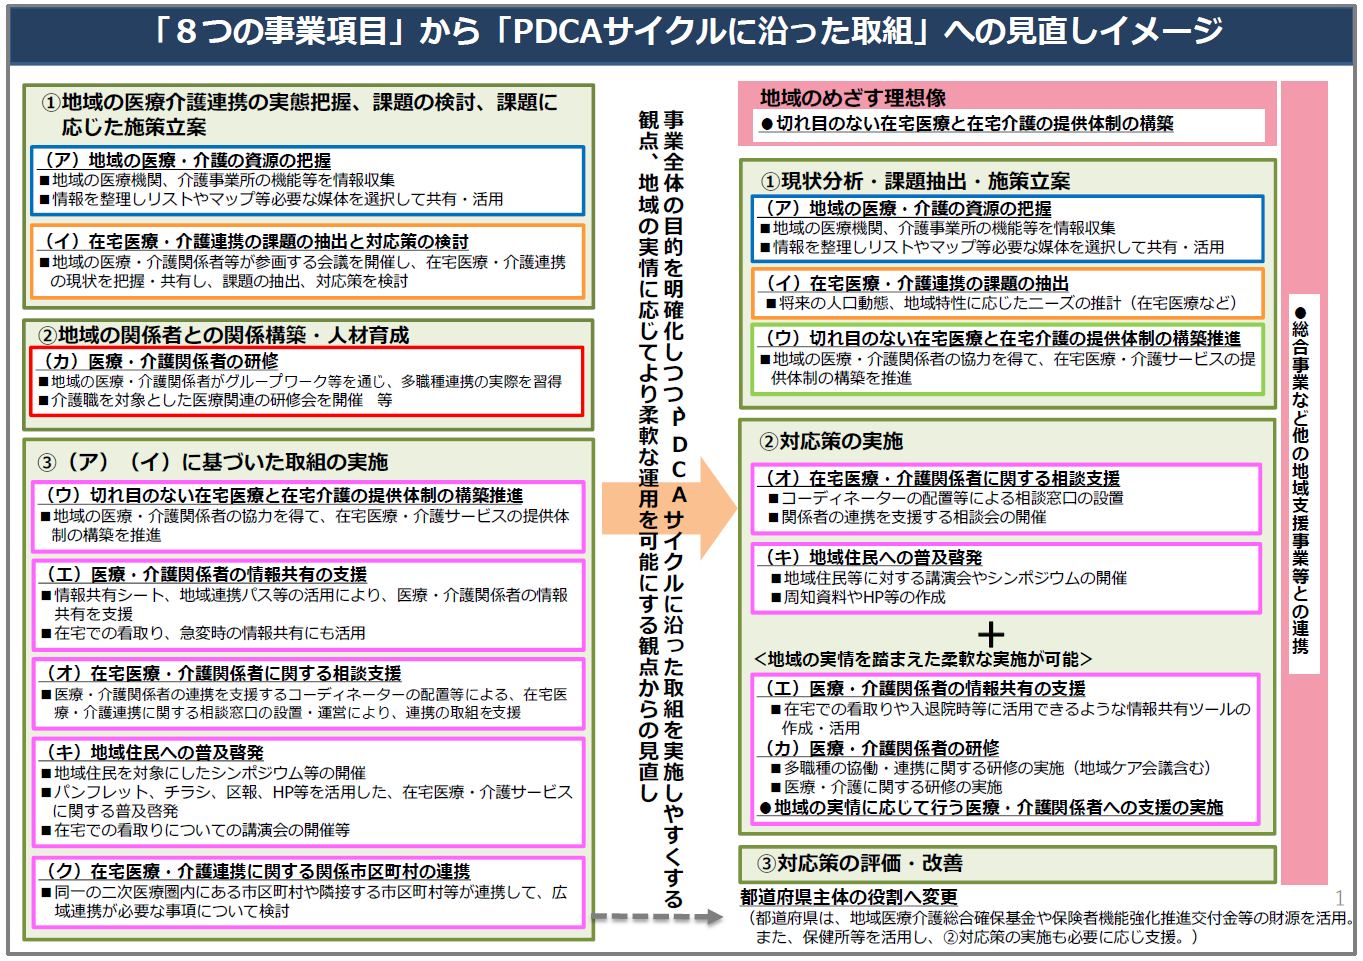 「８つの事業項目」から「PDCAサイクルに沿った取組」への見直しイメージ
①地域の医療介護連携の実態把握、課題の検討、課題に
応じた施策立案
（ア）地域の医療・介護の資源の把握
■地域の医療機関、介護事業所の機能等を情報収集
■情報を整理しリストやマップ等必要な媒体を選択して共有・活用
（イ）在宅医療・介護連携の課題の抽出と対応策の検討
■地域の医療・介護関係者等が参画する会議を開催し、在宅医療・介護連携
の現状を把握・共有し、課題の抽出、対応策を検討
②地域の関係者との関係構築・人材育成
（カ）医療・介護関係者の研修
■地域の医療・介護関係者がグループワーク等を通じ、多職種連携の実際を習得
■介護職を対象とした医療関連の研修会を開催　等
③（ア）（イ）に基づいた取組の実施
（ウ）切れ目のない在宅医療と在宅介護の提供体制の構築推進
■地域の医療・介護関係者の協力を得て、在宅医療・介護サービスの提供体
制の構築を推進
（エ）医療・介護関係者の情報共有の支援
■情報共有シート、地域連携パス等の活用により、医療・介護関係者の情報
共有を支援
■在宅での看取り、急変時の情報共有にも活用
（オ）在宅医療・介護関係者に関する相談支援
■医療・介護関係者の連携を支援するコーディネーターの配置等による、在宅医
療・介護連携に関する相談窓口の設置・運営により、連携の取組を支援
（キ）地域住民への普及啓発
■地域住民を対象にしたシンポジウム等の開催
■パンフレット、チラシ、区報、HP等を活用した、在宅医療・介護サービス
に関する普及啓発
■在宅での看取りについての講演会の開催等
（ク）在宅医療・介護連携に関する関係市区町村の連携
■同一の二次医療圏内にある市区町村や隣接する市区町村等が連携して、広
域連携が必要な事項について検討
事業全体の目的を明確化しつつ、PDCAサイクルに沿った取組を実施しやすくする
観点、地域の実情に応じてより柔軟な運用を可能にする観点からの見直し
地域のめざす理想像
●切れ目のない在宅医療と在宅介護の提供体制の構築
①現状分析・課題抽出・施策立案
（ア）地域の医療・介護の資源の把握
■地域の医療機関、介護事業所の機能等を情報収集
■情報を整理しリストやマップ等必要な媒体を選択して共有・活用
（イ）在宅医療・介護連携の課題の抽出
■将来の人口動態、地域特性に応じたニーズの推計（在宅医療など）
（ウ）切れ目のない在宅医療と在宅介護の提供体制の構築推進
■地域の医療・介護関係者の協力を得て、在宅医療・介護サービスの提
供体制の構築を推進
②対応策の実施
（オ）在宅医療・介護関係者に関する相談支援
■コーディネーターの配置等による相談窓口の設置
■関係者の連携を支援する相談会の開催
（キ）地域住民への普及啓発
■地域住民等に対する講演会やシンポジウムの開催
■周知資料やHP等の作成
＋
＜地域の実情を踏まえた柔軟な実施が可能＞
（エ）医療・介護関係者の情報共有の支援
■在宅での看取りや入退院時等に活用できるような情報共有ツールの
作成・活用
（カ）医療・介護関係者の研修
■多職種の協働・連携に関する研修の実施（地域ケア会議含む）
■医療・介護に関する研修の実施
●地域の実情に応じて行う医療・介護関係者への支援の実施
③対応策の評価・改善
●総合事業など他の地域支援事業等との連携
都道府県主体の役割へ変更
（都道府県は、地域医療介護総合確保基金や保険者機能強化推進交付金等の財源を活用。
また、保健所等を活用し、②対応策の実施も必要に応じ支援。）
1